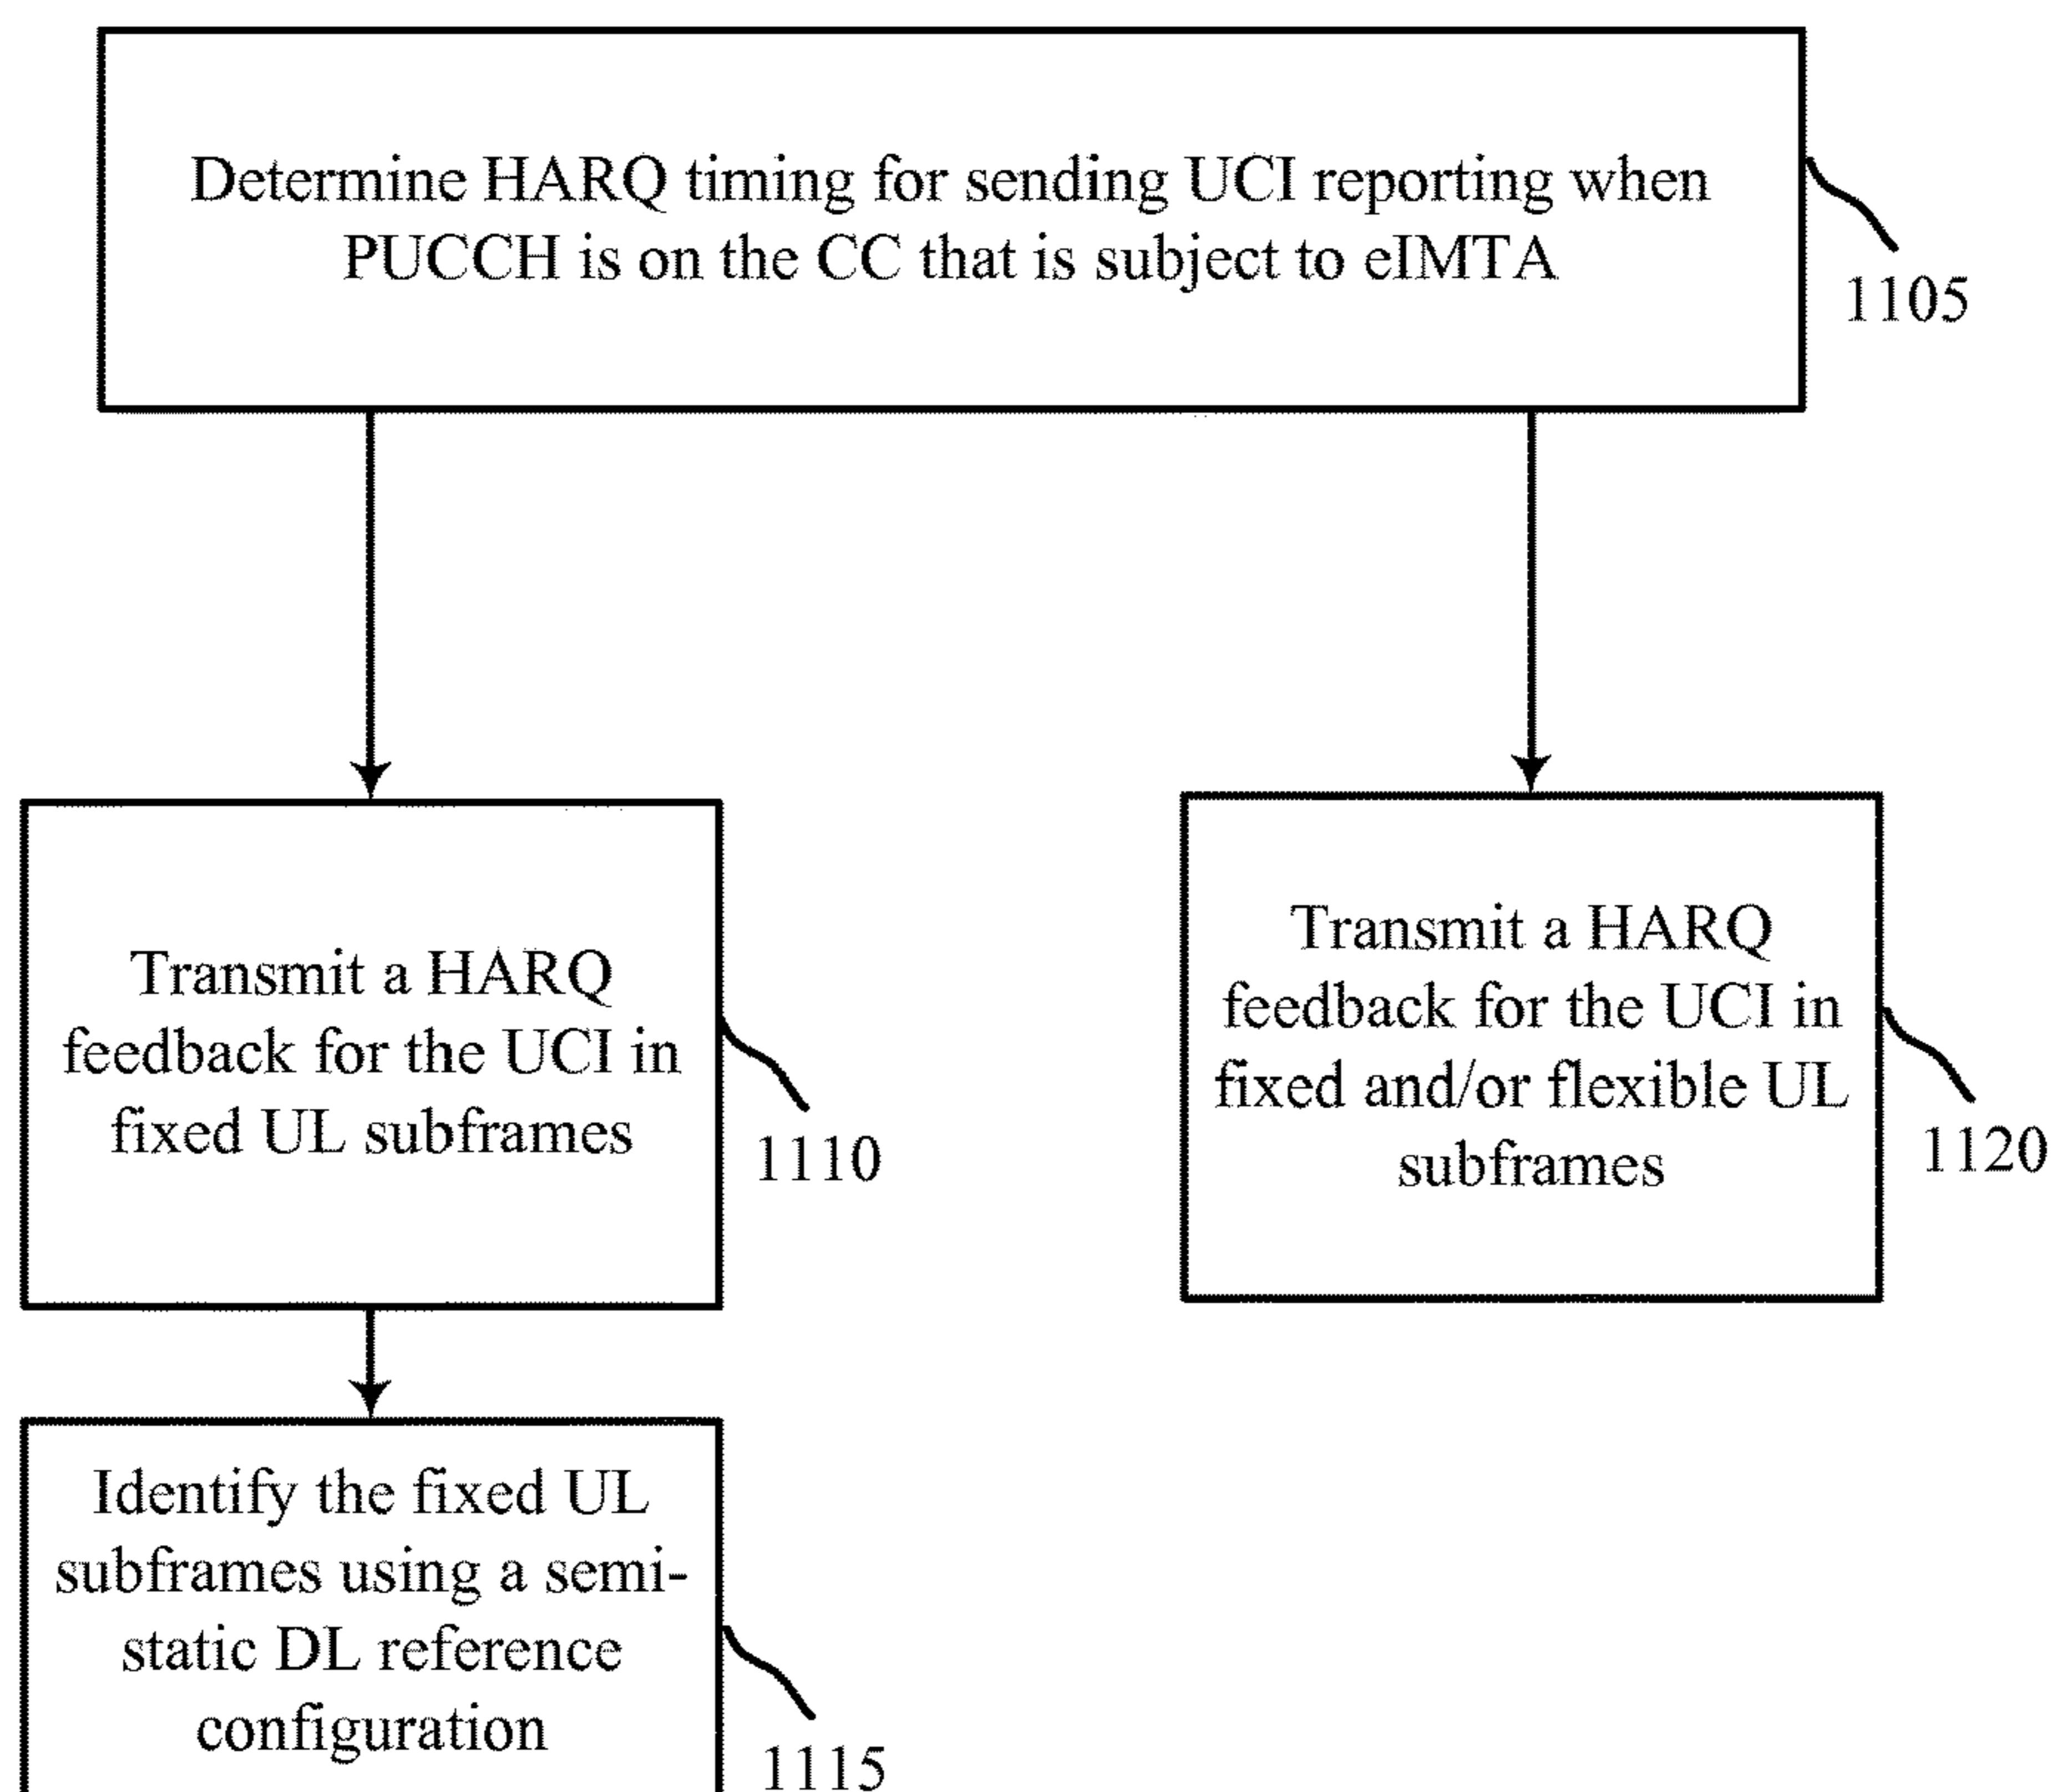 Determine HARQ timing for sending UCI reporting when
PUCCH is on the CC that is subject to eIMTA
1105
Transmit a HARQ
feedback for the UCI in
fixed UL subframes
1110
Transmit a HARQ
feedback for the UCI in
fixed and/or flexible UL
subframes
1120
Identify the fixed UL
subframes using a semi-
static DL reference
configuration
1115